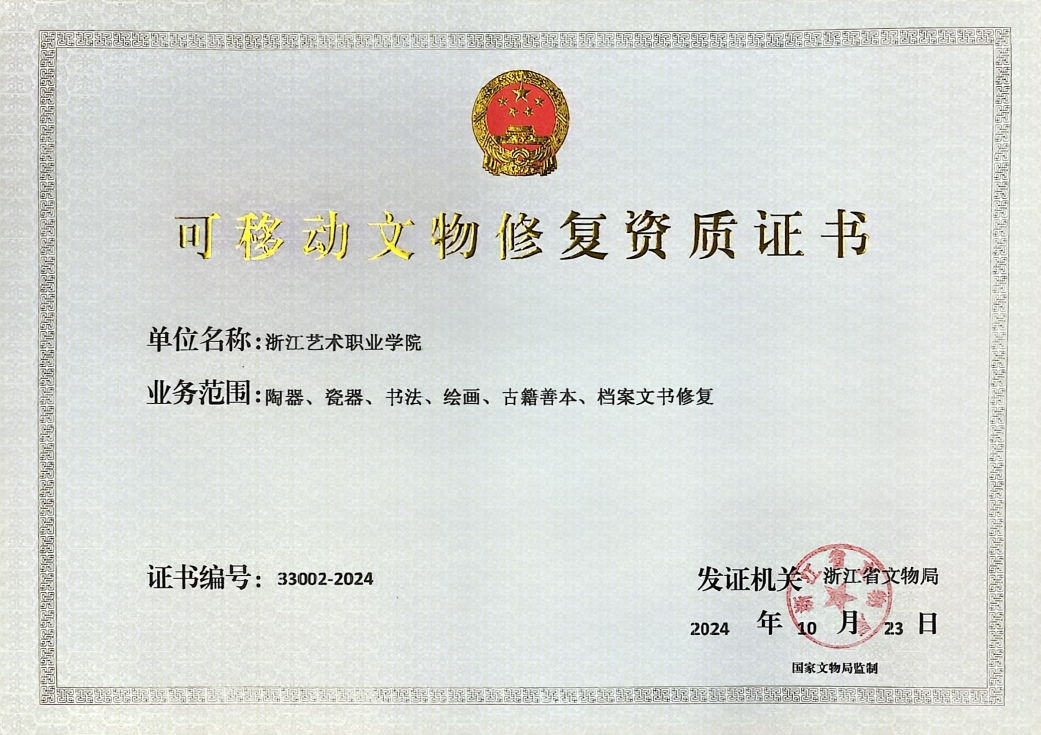 可移动文物修复资质证书
单位名称：浙江艺术职业学院
业务范围：陶器、瓷器、书法、绘画、古籍善本、档案文书修复
证书编号：33002-2024
发证机关 浙江省文物局
2024 年 10 月 23 日
国家文物局监制